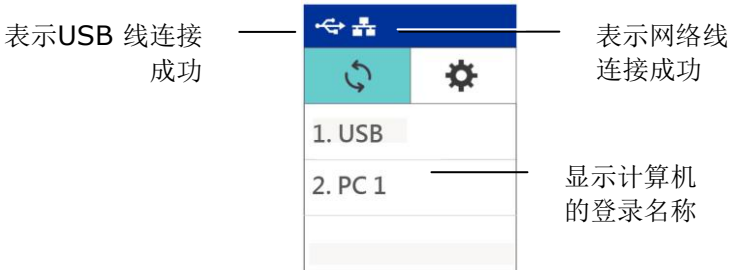 表示USB 线连接
成功
表示网络线
连接成功
1. USB
2. PC 1
显示计算机
的登录名称